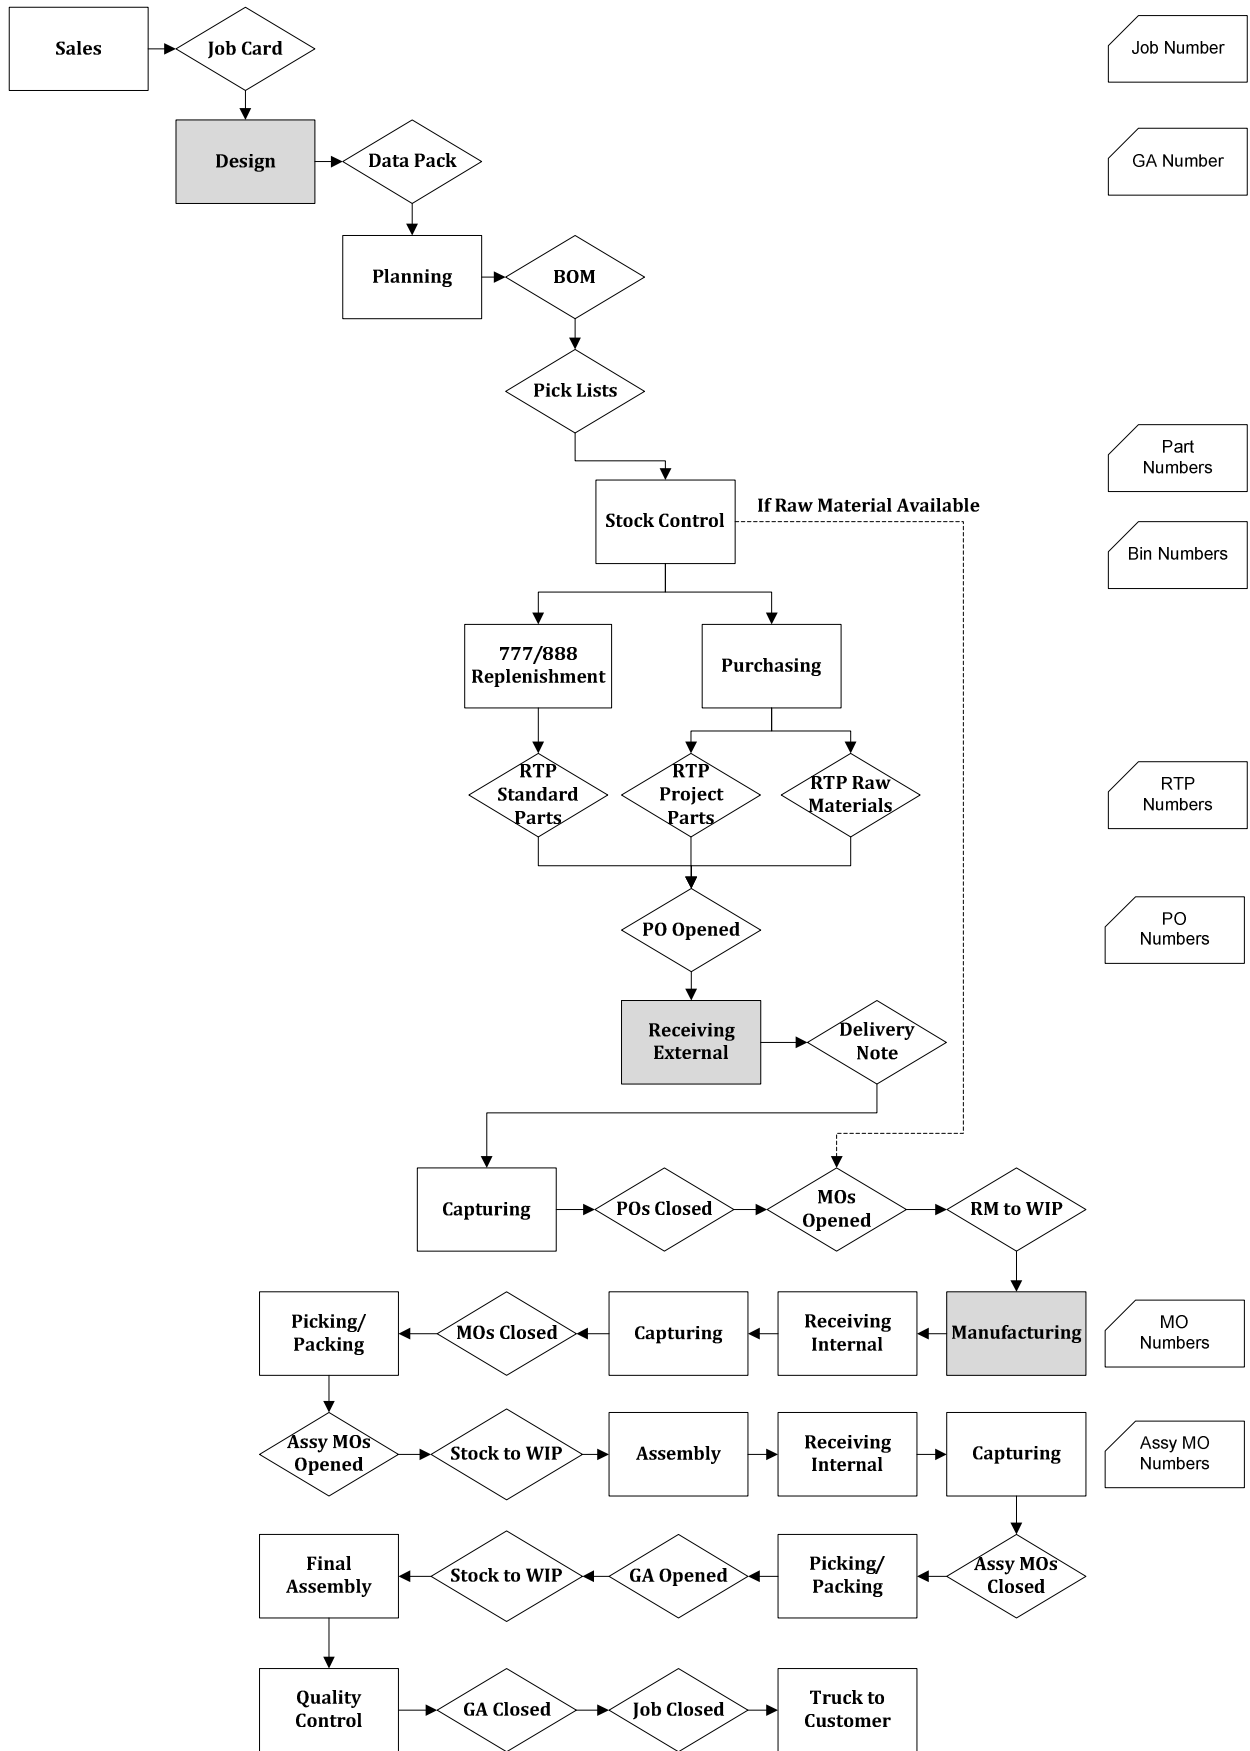 Sales
Job Card
Job Number
Design
Data Pack
GA Number
Planning
BOM
Pick Lists
Part
Numbers
Stock Control
If Raw Material Available
Bin Numbers
777/888
Replenishment
Purchasing
RTP
Standard
Parts
RTP
Project
Parts
RTP Raw
Materials
RTP
Numbers
PO Opened
PO
Numbers
Receiving
External
Delivery
Note
Capturing
POs Closed
MOs
Opened
RM to WIP
Picking/
Packing
MOs Closed
Capturing
Receiving
Internal
Manufacturing
MO
Numbers
Assy MOs
Opened
Stock to WIP
Assembly
Receiving
Internal
Capturing
Assy MO
Numbers
Final
Assembly
Stock to WIP
GA Opened
Picking/
Packing
Assy MOs
Closed
Quality
Control
GA Closed
Job Closed
Truck to
Customer